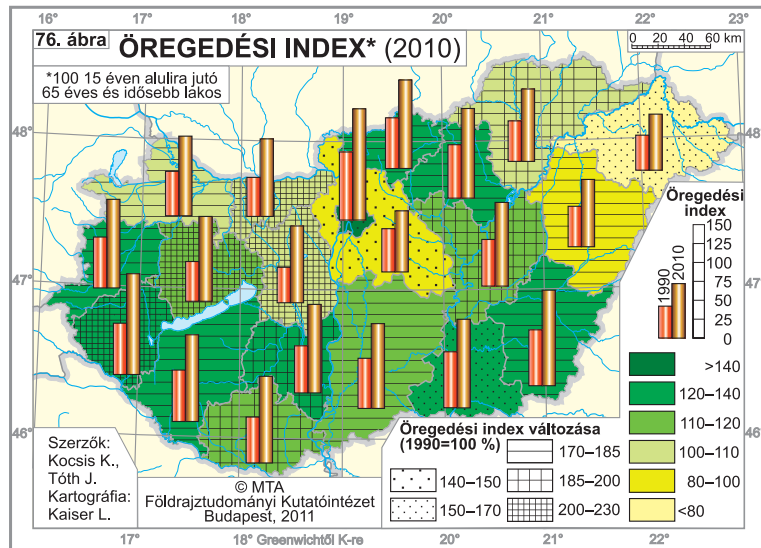 16° 17° 18° 19° 20° 21° 22° 23°
76. ábra
ÖREGEDÉSI INDEX* (2010)
0 20 40 60 km
*100 15 éven alulira jutó
65 éves és idősebb lakos
48° 48°
47° 47°
46° 46°
Öregedési
index
1990
2010
150
125
100
75
50
25
0
>140
120–140
110–120
100–110
80–100
<80
Öregedési index változása
(1990=100 %)
140–150
150–170
170–185
185–200
200–230
Szerzők:
Kocsis K.,
Tóth J.
Kartográfia:
Kaiser L.
© MTA
Földrajztudományi Kutatóintézet
Budapest, 2011
17° 18° Greenwichtől K-re 19° 20° 21° 22°